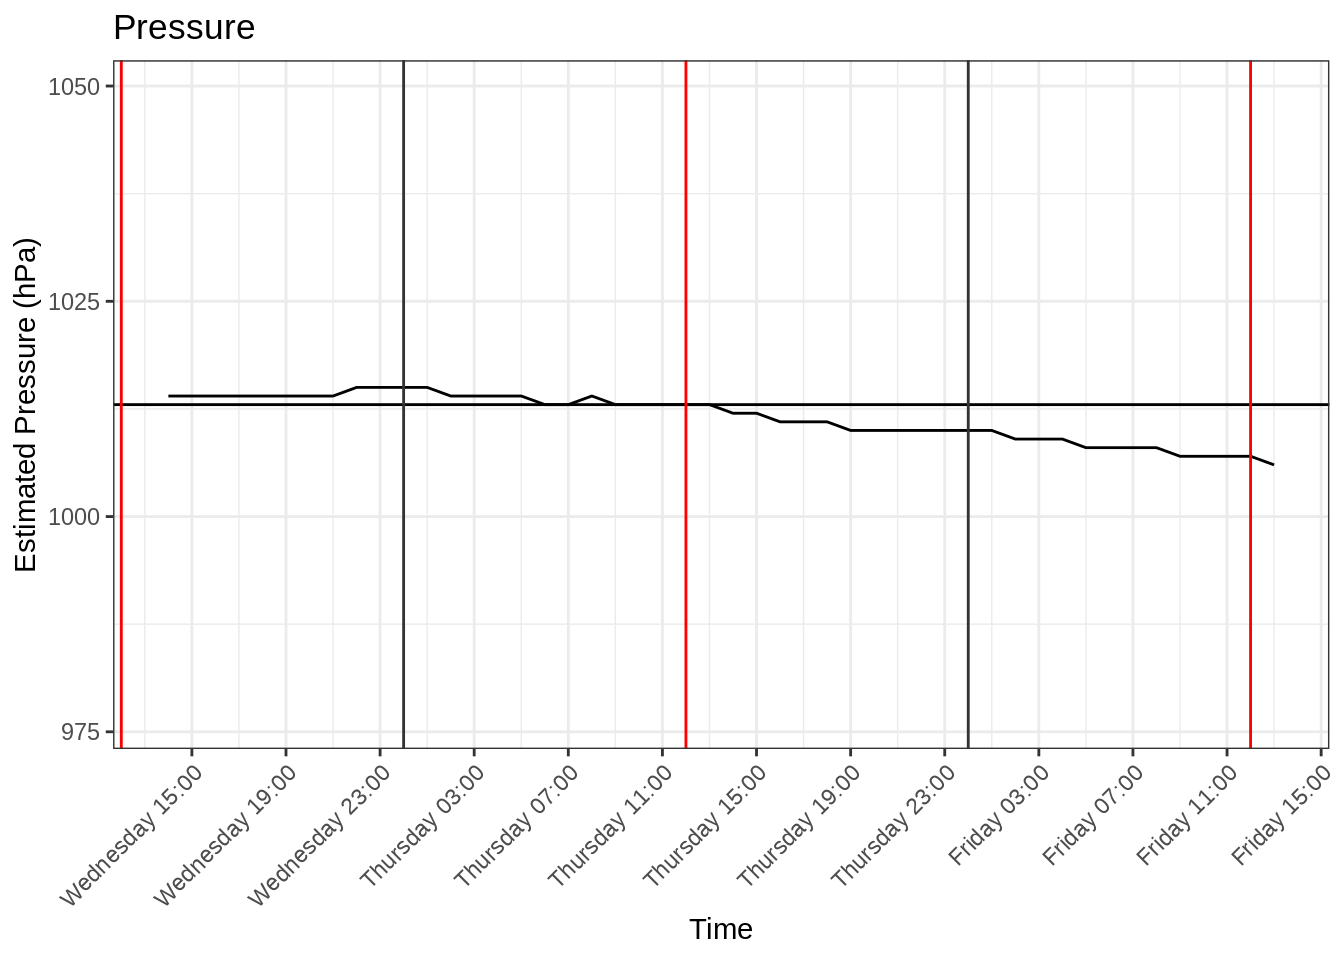 Pressure
Estimated Pressure (hPa)
1050
1025
1000
975
Wednesday 15:00
Wednesday 19:00
Wednesday 23:00
Thursday 03:00
Thursday 07:00
Thursday 11:00
Thursday 15:00
Thursday 19:00
Thursday 23:00
Friday 03:00
Friday 07:00
Friday 11:00
Friday 15:00
Time